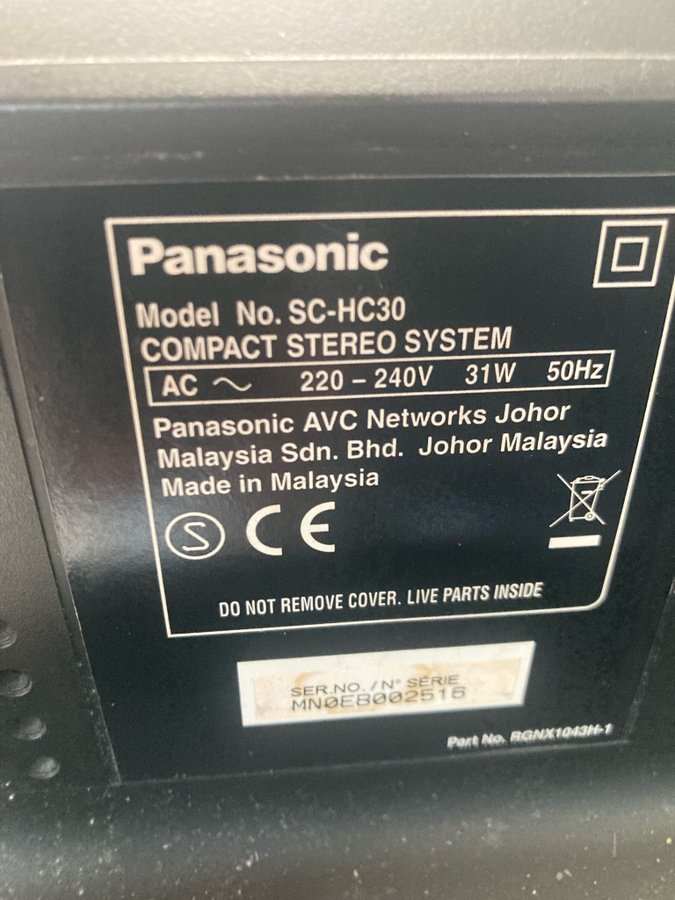 Panasonic
Model No. SC-HC30
COMPACT STEREO SYSTEM
AC ~ 220 – 240V 31W 50Hz
Panasonic AVC Networks Johor
Malaysia Sdn. Bhd. Johor Malaysia
Made in Malaysia
S CE
DO NOT REMOVE COVER. LIVE PARTS INSIDE
SER.NO. / N° SÉRIE
MN0EB002516
Part No. RGNX1043H-1